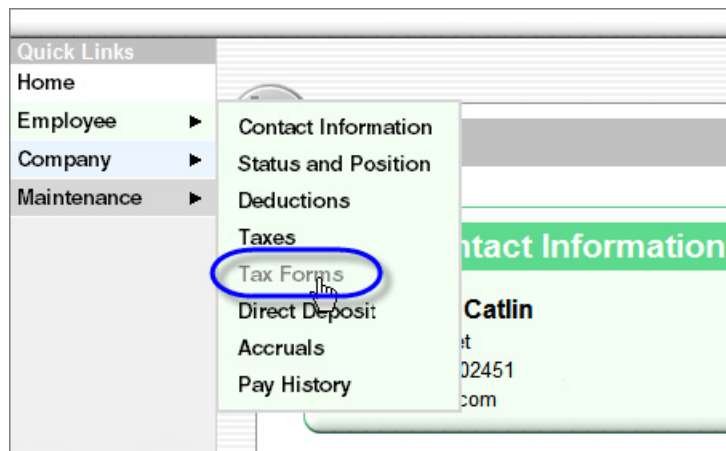 Quick Links
Home
Employee
Company
Maintenance
Contact Information
Status and Position
Deductions
Taxes
Tax Forms
Direct Deposit
Accruals
Pay History
ntact Information
Catlin
et
02451
com